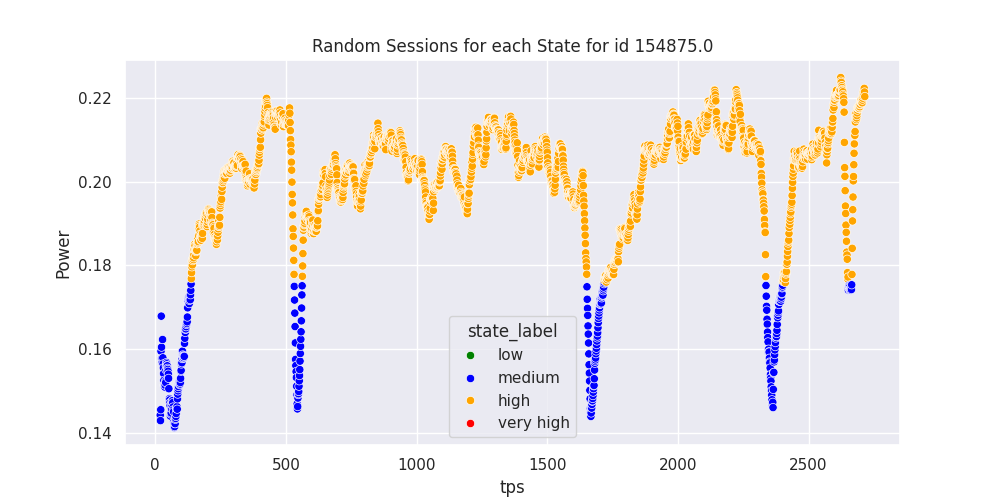 Random Sessions for each State for id 154875.0
Power
0.22
0.20
0.18
0.16
0.14
state_label
low
medium
high
very high
0
500
1000
1500
2000
2500
tps